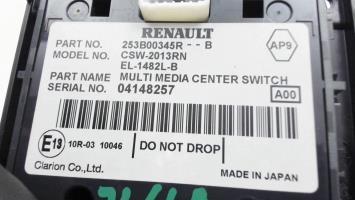 RENAULT
PART NO. 253B00345R - - B
MODEL NO. CSW-2013RN
EL-1482L-B
AP9
PART NAME MULTI MEDIA CENTER SWITCH
SERIAL NO. 04148257
A00
E13 10R-03 10046
DO NOT DROP
Clarion Co.,Ltd.
MADE IN JAPAN